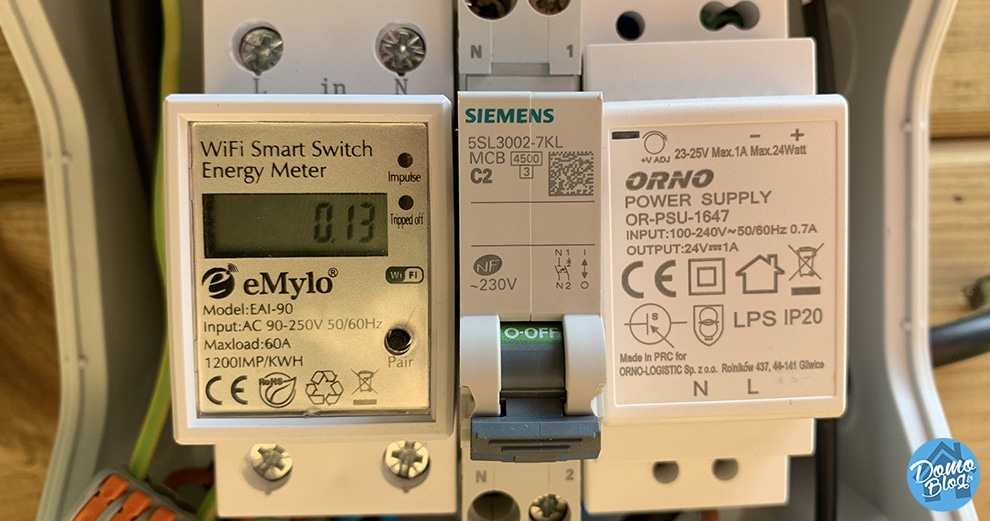 L in N
WiFi Smart Switch
Energy Meter
Impulse
Tripped off
0.13
eMylo®
WiFi
Model:EAI-90
Input:AC 90-250V 50/60Hz
Maxload:60A
1200IMP/KWH
Pair
CE RoHS
N 1
SIEMENS
5SL3002-7KL
MCB 4500
3
C2
NF
~230V
N1 I
N2 O
O-OFF
N 2
+V ADJ
- +
23-25V Max.1A Max.24Watt
ORNO
POWER SUPPLY
OR-PSU-1647
INPUT:100-240V~50/60Hz 0.7A
OUTPUT:24V⎓1A
CE
S
LPS IP20
Made in PRC for
ORNO-LOGISTIC Sp. z o.o. Rolników 437, 44-141 Gliwice
N L
Domo
Blog.fr